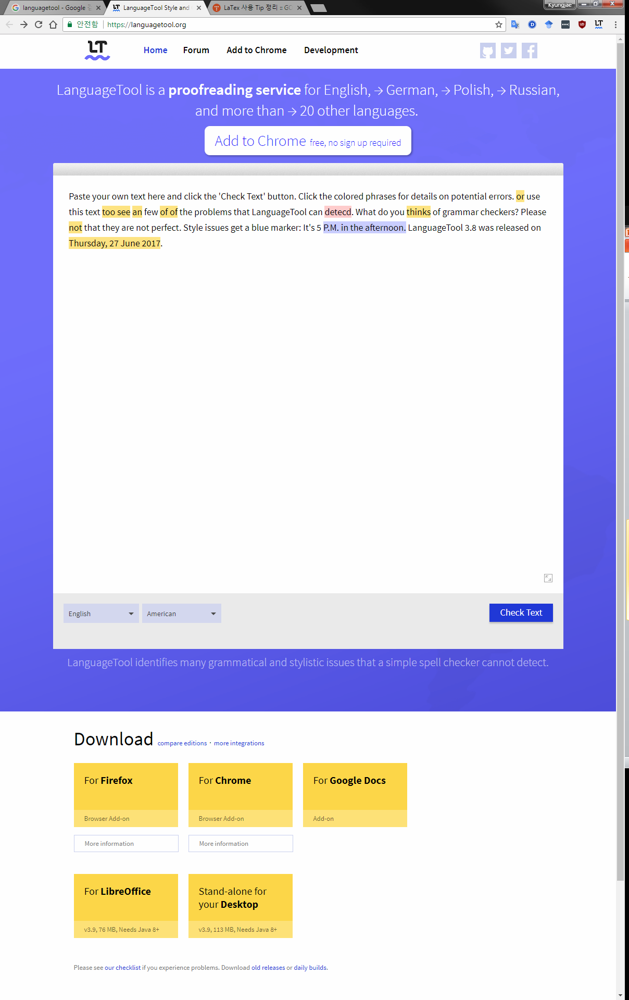 languagetool - Google
LanguageTool Style and
LaTex 사용 Tip 정리 :: GC
Kyungjae
안전함
https://languagetool.org
LT
LT
Home
Forum
Add to Chrome
Development
LanguageTool is a proofreading service for English, → German, → Polish, → Russian,
and more than → 20 other languages.
Add to Chrome free, no sign up required
Paste your own text here and click the 'Check Text' button. Click the colored phrases for details on potential errors. or use
this text too see an few of of the problems that LanguageTool can detecd. What do you thinks of grammar checkers? Please
not that they are not perfect. Style issues get a blue marker: It's 5 P.M. in the afternoon. LanguageTool 3.8 was released on
Thursday, 27 June 2017.
English
American
Check Text
LanguageTool identifies many grammatical and stylistic issues that a simple spell checker cannot detect.
Download compare editions · more integrations
For Firefox
Browser Add-on
More information
For Chrome
Browser Add-on
More information
For Google Docs
Add-on
For LibreOffice
v3.9, 76 MB, Needs Java 8+
Stand-alone for
your Desktop
v3.9, 113 MB, Needs Java 8+
Please see our checklist if you experience problems. Download old releases or daily builds.